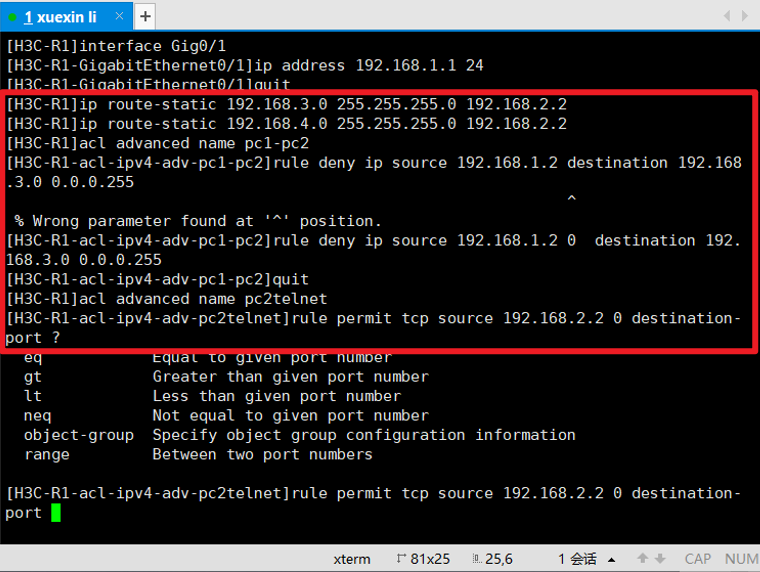 1 xuexin li × +
[H3C-R1]interface Gig0/1
[H3C-R1-GigabitEthernet0/1]ip address 192.168.1.1 24
[H3C-R1-GigabitEthernet0/1]quit
[H3C-R1]ip route-static 192.168.3.0 255.255.255.0 192.168.2.2
[H3C-R1]ip route-static 192.168.4.0 255.255.255.0 192.168.2.2
[H3C-R1]acl advanced name pc1-pc2
[H3C-R1-acl-ipv4-adv-pc1-pc2]rule deny ip source 192.168.1.2 destination 192.168
.3.0 0.0.0.255
^
% Wrong parameter found at '^' position.
[H3C-R1-acl-ipv4-adv-pc1-pc2]rule deny ip source 192.168.1.2 0  destination 192.
168.3.0 0.0.0.255
[H3C-R1-acl-ipv4-adv-pc1-pc2]quit
[H3C-R1]acl advanced name pc2telnet
[H3C-R1-acl-ipv4-adv-pc2telnet]rule permit tcp source 192.168.2.2 0 destination-
port ?
eq Equal to given port number
gt Greater than given port number
lt Less than given port number
neq Not equal to given port number
object-group Specify object group configuration information
range Between two port numbers
[H3C-R1-acl-ipv4-adv-pc2telnet]rule permit tcp source 192.168.2.2 0 destination-
port
xterm 81x25 25,6 1 会话 CAP NUM